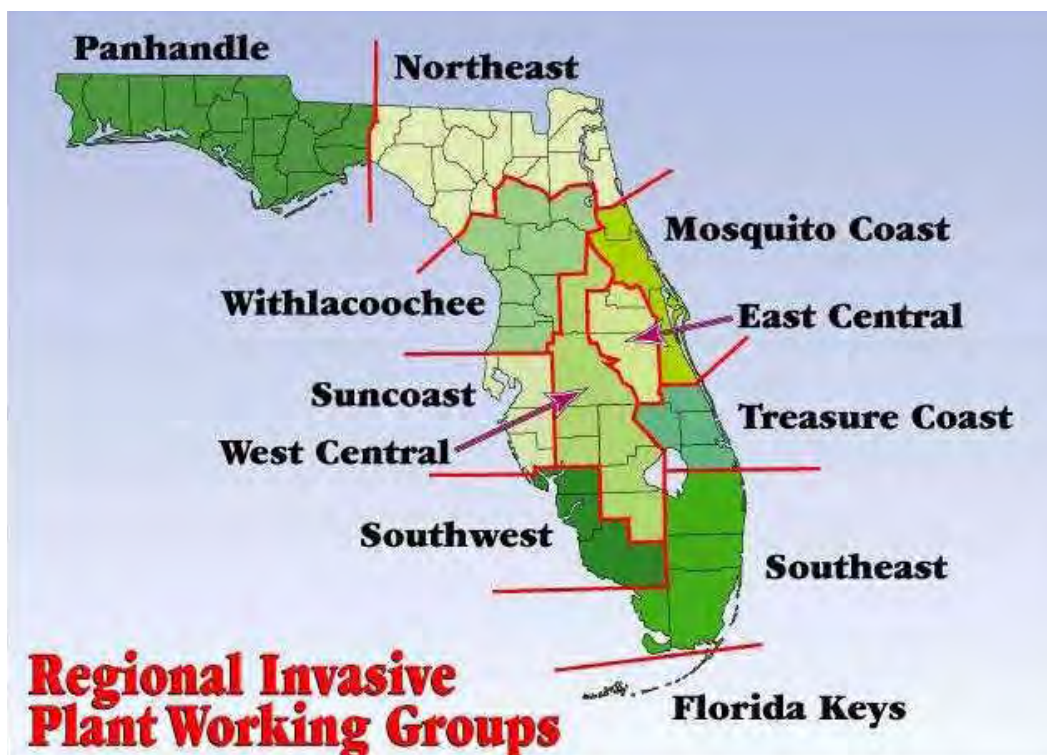 Panhandle
Northeast
Mosquito Coast
Withlacoochee
East Central
Suncoast
Treasure Coast
West Central
Southwest
Southeast
Regional Invasive
Plant Working Groups
Florida Keys